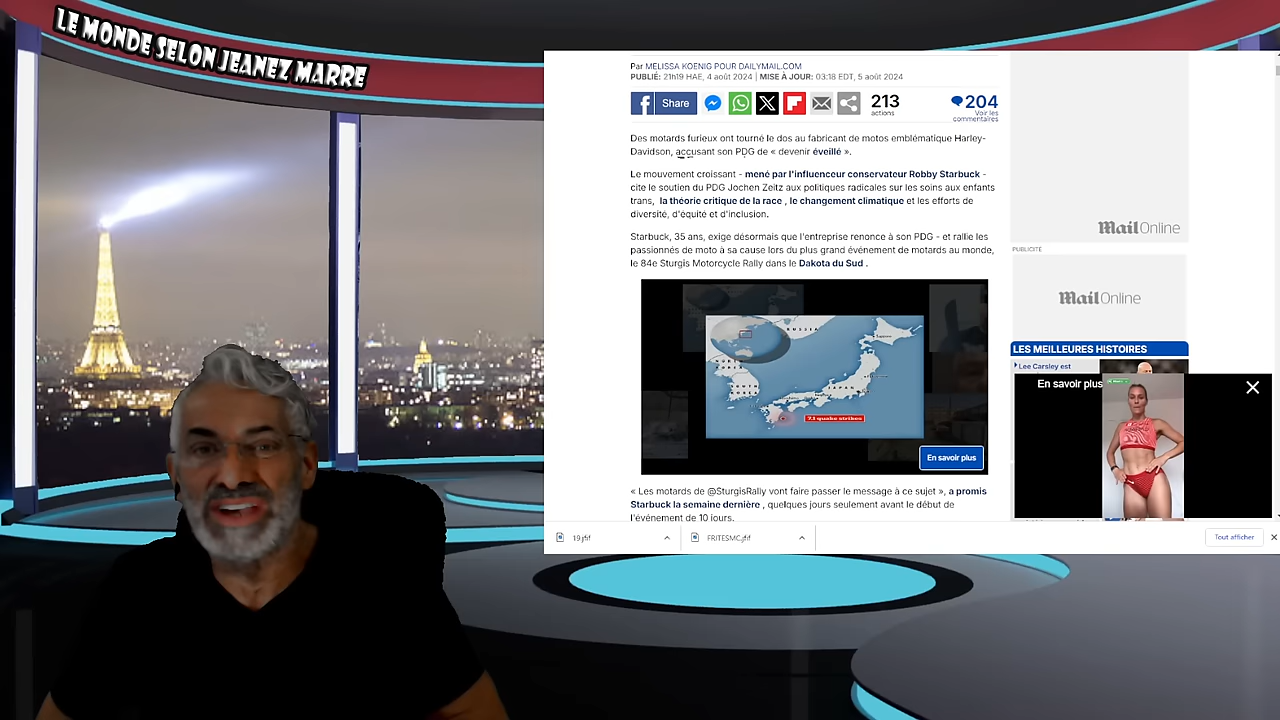 LE MONDE SELON JEANEZ MARRE
Par MELISSA KOENIG POUR DAILYMAIL.COM
PUBLIÉ: 21h19 HAE, 4 août 2024 | MISE À JOUR: 03:18 EDT, 5 août 2024
Share
213
actions
204
Voir les
commentaires
Des motards furieux ont tourné le dos au fabricant de motos emblématique Harley-
Davidson, accusant son PDG de « devenir éveillé ».
Le mouvement croissant - mené par l'influenceur conservateur Robby Starbuck -
cite le soutien du PDG Jochen Zeitz aux politiques radicales sur les soins aux enfants
trans, la théorie critique de la race , le changement climatique et les efforts de
diversité, d'équité et d'inclusion.
Starbuck, 35 ans, exige désormais que l'entreprise renonce à son PDG - et rallie les
passionnés de moto à sa cause lors du plus grand événement de motards au monde,
le 84e Sturgis Motorcycle Rally dans le Dakota du Sud .
RUSSIA
7.1 quake strikes
En savoir plus
« Les motards de @SturgisRally vont faire passer le message à ce sujet », a promis
Starbuck la semaine dernière , quelques jours seulement avant le début de
l'événement de 10 jours.
MailOnline
PUBLICITÉ
MailOnline
LES MEILLEURES HISTOIRES
Lee Carsley est
En savoir plus
19.jfif
FRITESMC.jfif
Tout afficher